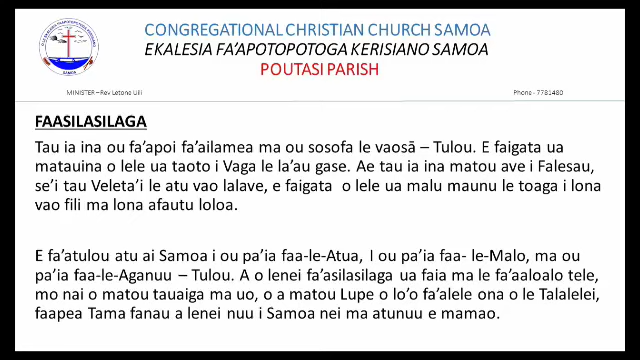 CONGREGATIONAL CHRISTIAN CHURCH SAMOA
EKALESIA FA'APOTOPOTOGA KERISIANO SAMOA
POUTASI PARISH
MINISTER – Rev Letone Uili
Phone - 7781480
FAASILASILAGA
Tau ia ina ou fa'apoi fa'ailamea ma ou sosofa le vaosā – Tulou. E faigata ua
matauina o lele ua taoto i Vaga le la'au gase. Ae tau ia ina matou ave i Falesau,
se'i tau Veleta'i le atu vao lalave, e faigata o lele ua malu maunu le toaga i lona
vao fili ma lona afautu loloa.
E fa'atulou atu ai Samoa i ou pa'ia faa-le-Atua, I ou pa'ia faa- le-Malo, ma ou
pa'ia faa-le-Aganuu – Tulou. A o lenei fa'asilasilaga ua faia ma le fa'aaloalo tele,
mo nai o matou tauaiga ma uo, o a matou Lupe o lo'o fa'alele ona o le Talalelei,
faapea Tama fanau a lenei nuu i Samoa nei ma atunuu e mamao.